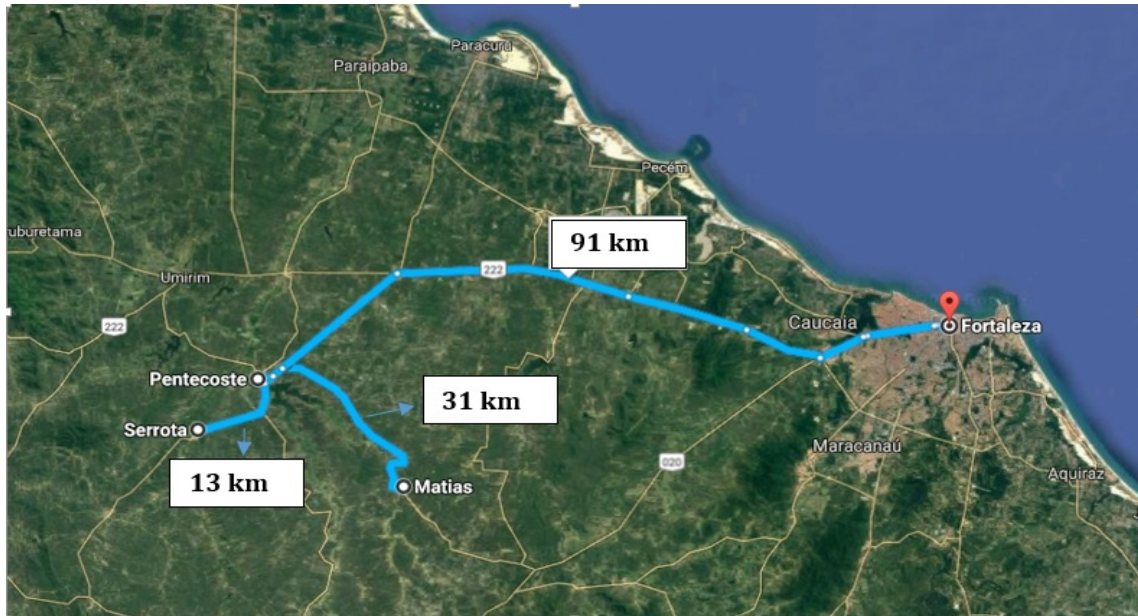 Paracuru
Paraipaba
Pecém
uruburetama
91 km
Umirim
222
222
Caucaia
Fortaleza
Pentecoste
31 km
Serrota
Maracanaú
020
13 km
Matias
Aquiraz